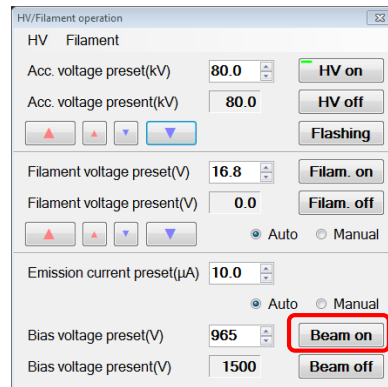 HV/Filament operation
HV Filament
Acc. voltage preset(kV) 80.0 HV on
Acc. voltage present(kV) 80.0 HV off
Flashing
Filament voltage preset(V) 16.8 Filam. on
Filament voltage present(V) 0.0 Filam. off
Auto Manual
Emission current preset(µA) 10.0
Auto Manual
Bias voltage preset(V) 965 Beam on
Bias voltage present(V) 1500 Beam off